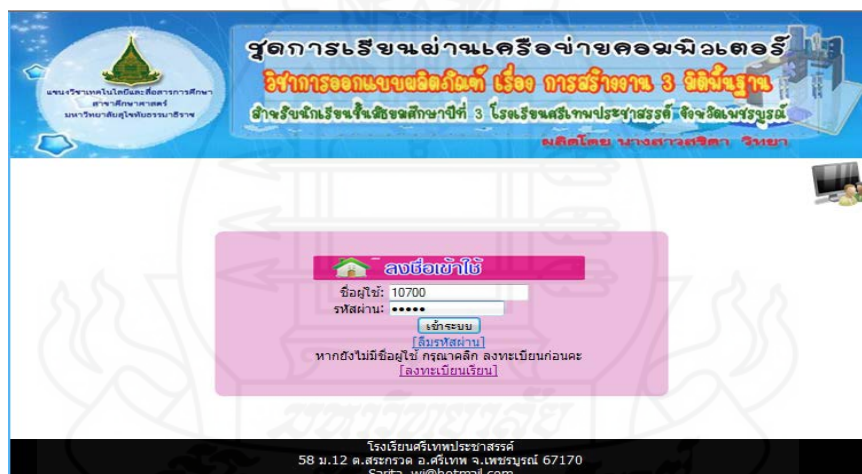 ชุดการเรียนผ่านเครือข่ายคอมพิวเตอร์
วิชาการออกแบบผลิตภัณฑ์ เรื่อง การสร้างงาน 3 มิติพื้นฐาน
สำหรับนักเรียนชั้นมัธยมศึกษาปีที่ 3 โรงเรียนศรีเทพประชาสรรค์ จังหวัดเพชรบูรณ์
ผลิตโดย นางสาวสริตา วิทยา
แขนงวิชาเทคโนโลยีและสื่อสารการศึกษา
สาขาศึกษาศาสตร์
มหาวิทยาลัยสุโขทัยธรรมาธิราช
ลงชื่อเข้าใช้
ชื่อผู้ใช้: 10700
รหัสผ่าน: •••••
เข้าระบบ
[ลืมรหัสผ่าน]
หากยังไม่มีชื่อผู้ใช้ กรุณาคลิก ลงทะเบียนก่อนคะ
[ลงทะเบียนเรียน]
โรงเรียนศรีเทพประชาสรรค์
58 ม.12 ต.สระกรวด อ.ศรีเทพ จ.เพชรบูรณ์ 67170
Sarita_wi@hotmail.com